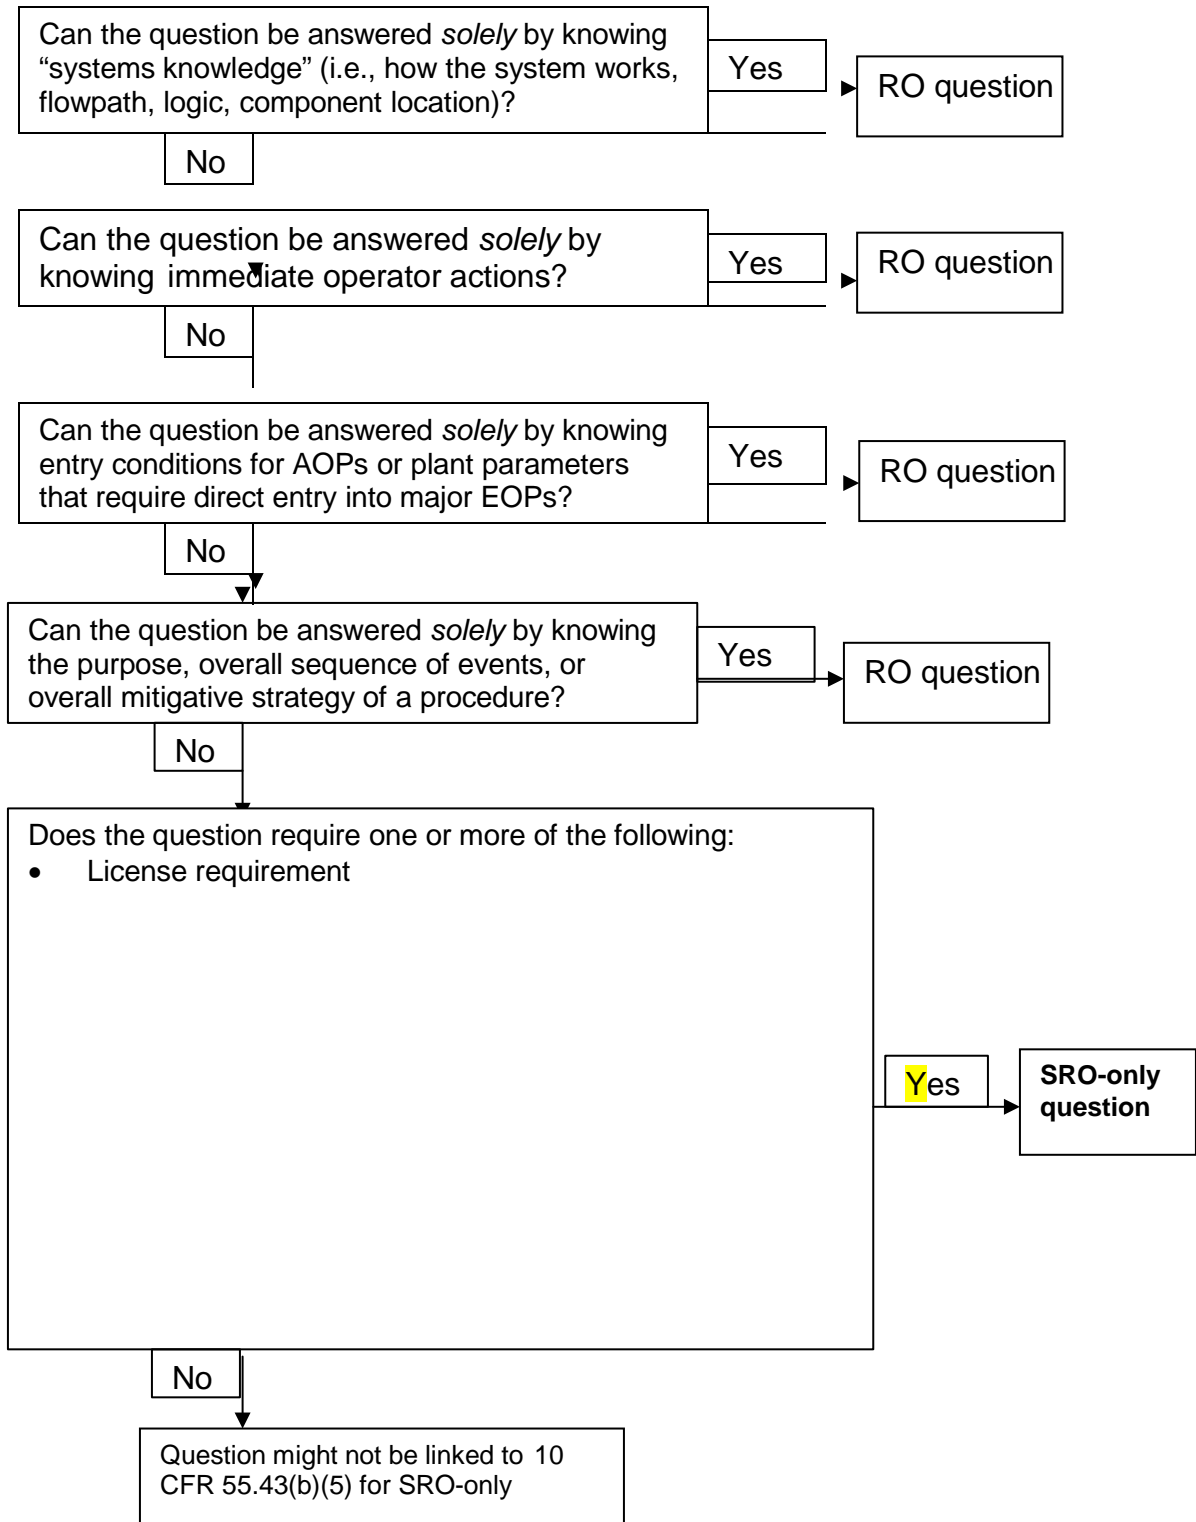 Can the question be answered solely by knowing
“systems knowledge” (i.e., how the system works,
flowpath, logic, component location)?
Yes
RO question
No
Can the question be answered solely by
knowing immediate operator actions?
Yes
RO question
No
Can the question be answered solely by knowing
entry conditions for AOPs or plant parameters
that require direct entry into major EOPs?
Yes
RO question
No
Can the question be answered solely by knowing
the purpose, overall sequence of events, or
overall mitigative strategy of a procedure?
Yes
RO question
No
Does the question require one or more of the following:
• License requirement
Yes
SRO-only
question
No
Question might not be linked to 10
CFR 55.43(b)(5) for SRO-only